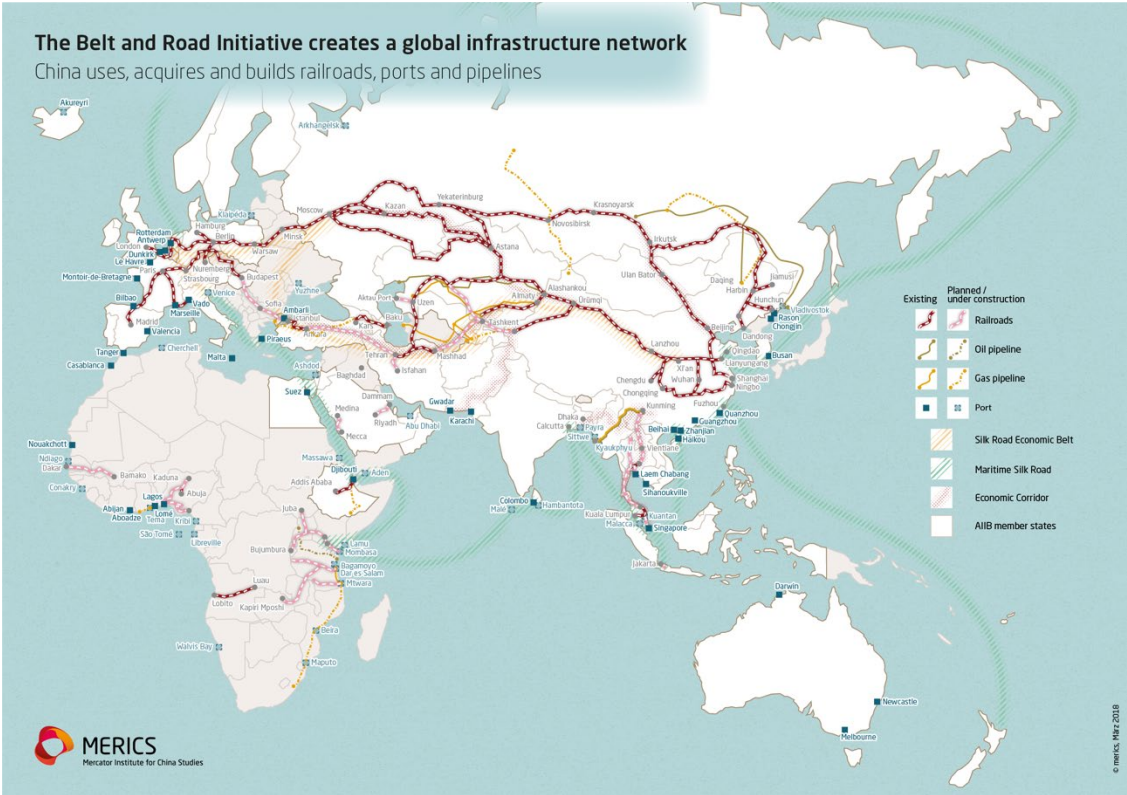 The Belt and Road Initiative creates a global infrastructure network
China uses, acquires and builds railroads, ports and pipelines
Akureyri
Arkhangelsk
Klaipėda
Moscow
Kazan
Yekaterinburg
Krasnoyarsk
Novosibirsk
Irkutsk
Astana
Ulan Bator
Rotterdam
Antwerp
Hamburg
Berlin
London
Dunkirk
Le Havre
Paris
Warsaw
Minsk
Nuremberg
Strasbourg
Montoir-de-Bretagne
Budapest
Venice
Yuzhne
Bilbao
Madrid
Vado
Marseille
Valencia
Sofia
Ambarli
Istanbul
Ankara
Kars
Baku
Aktau Port
Uzen
Almaty
Alashankou
Ürümqi
Tashkent
Daqing
Harbin
Jiamusi
Hunchun
Vladivostok
Rason
Chongjin
Dandong
Beijing
Tanger
Casablanca
Cherchell
Malta
Piraeus
Tehran
Mashhad
Isfahan
Baghdad
Ashdod
Suez
Lanzhou
Xi'an
Wuhan
Chengdu
Chongqing
Qingdao
Lianyungang
Shanghai
Ningbo
Busan
Fuzhou
Quanzhou
Guangzhou
Zhanjian
Beihai
Haikou
Kunming
Dammam
Medina
Riyadh
Mecca
Abu Dhabi
Gwadar
Karachi
Dhaka
Calcutta
Payra
Sittwe
Kyaukphyu
Vientiane
Laem Chabang
Sihanoukville
Nouakchott
Ndiago
Dakar
Bamako
Conakry
Kaduna
Abuja
Lagos
Lomé
Abijan
Aboadze
Tema
Kribi
São Tomé
Libreville
Massawa
Aden
Djibouti
Addis Ababa
Juba
Bujumbura
Lamu
Mombasa
Bagamoyo
Dar es Salam
Mtwara
Luau
Lobito
Kapiri Mposhi
Beira
Walvis Bay
Maputo
Colombo
Hambantota
Malé
Kuala Lumpur
Kuantan
Malacca
Singapore
Jakarta
Darwin
Newcastle
Melbourne
Existing
Planned /
under construction
Railroads
Oil pipeline
Gas pipeline
Port
Silk Road Economic Belt
Maritime Silk Road
Economic Corridor
AIIB member states
MERICS
Mercator Institute for China Studies
© merics, März 2018